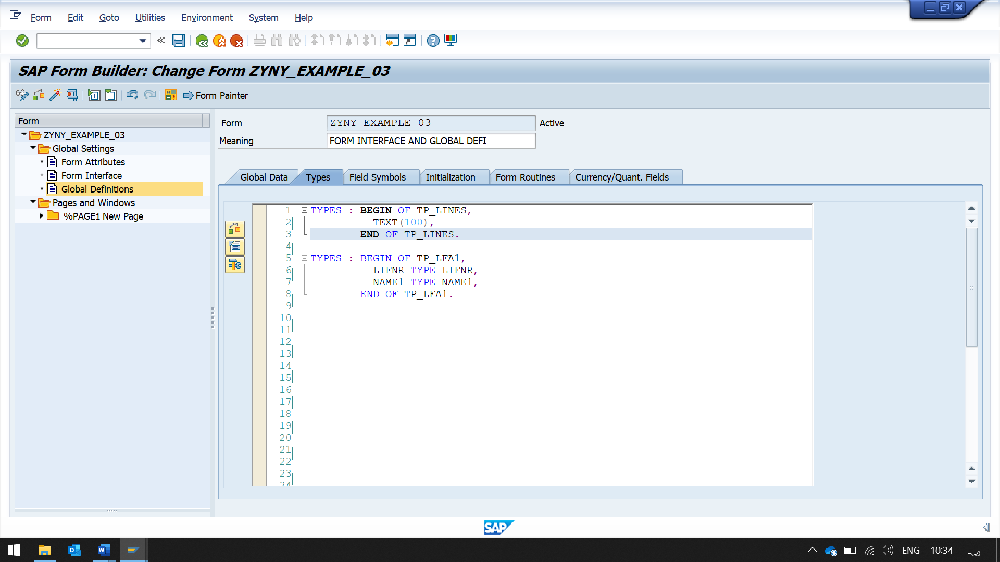 Form Edit Goto Utilities Environment System Help
SAP Form Builder: Change Form ZYNY_EXAMPLE_03
Form Painter
Form
ZYNY_EXAMPLE_03
Global Settings
Form Attributes
Form Interface
Global Definitions
Pages and Windows
%PAGE1 New Page
Form ZYNY_EXAMPLE_03 Active
Meaning FORM INTERFACE AND GLOBAL DEFI
Global Data Types Field Symbols Initialization Form Routines Currency/Quant. Fields
1 TYPES : BEGIN OF TP_LINES,
2 TEXT(100),
3 END OF TP_LINES.
4
5 TYPES : BEGIN OF TP_LFA1,
6 LIFNR TYPE LIFNR,
7 NAME1 TYPE NAME1,
8 END OF TP_LFA1.
9
10
11
12
13
14
15
16
17
18
19
20
21
22
23
24
SAP
ENG 10:34